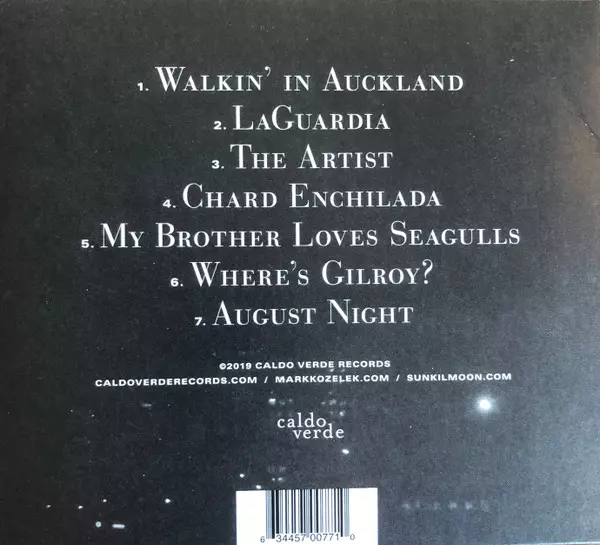 1. Walkin' in Auckland
2. LaGuardia
3. The Artist
4. Chard Enchilada
5. My Brother Loves Seagulls
6. Where's Gilroy?
7. August Night
©2019 CALDO VERDE RECORDS
CALDOVERDERECORDS.COM / MARKKOZELEK.COM / SUNKILMOON.COM
caldo
verde
6 34457 00771 0